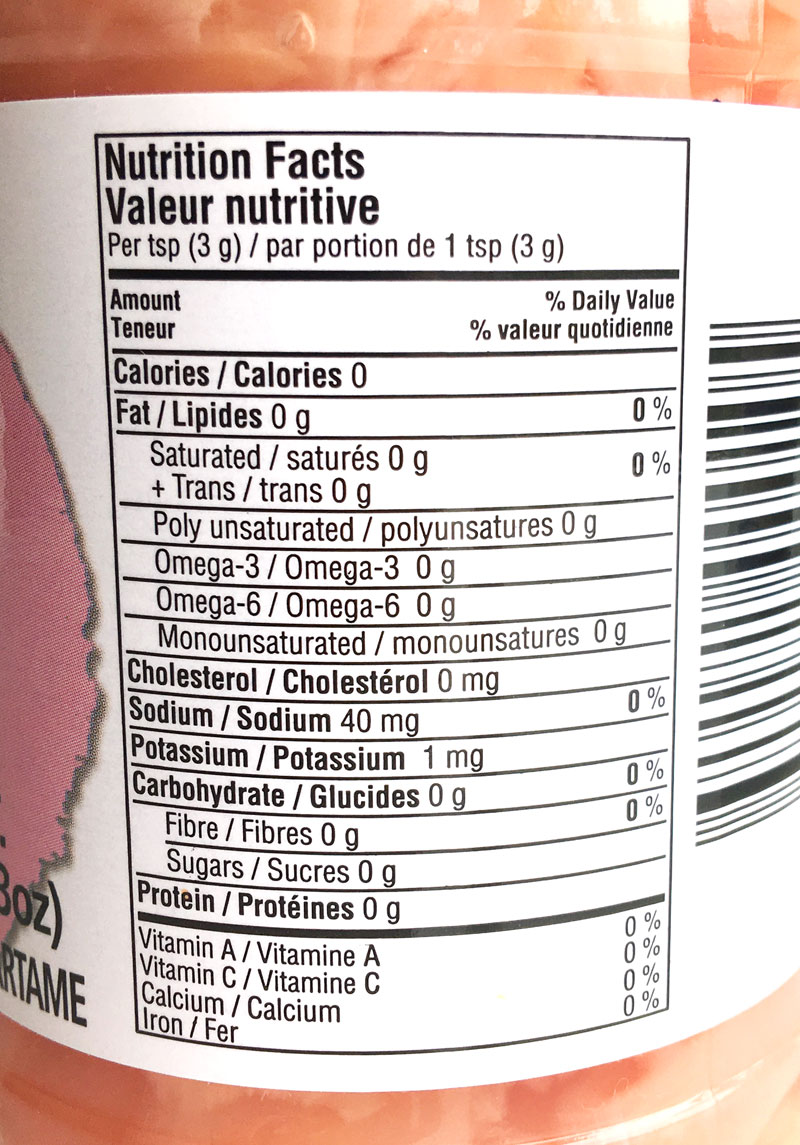 Nutrition Facts
Valeur nutritive
Per tsp (3 g) / par portion de 1 tsp (3 g)
Amount % Daily Value
Teneur % valeur quotidienne
Calories / Calories 0
Fat / Lipides 0 g 0 %
Saturated / saturés 0 g 0 %
+ Trans / trans 0 g
Poly unsaturated / polyunsatures 0 g
Omega-3 / Omega-3 0 g
Omega-6 / Omega-6 0 g
Monounsaturated / monounsatures 0 g
Cholesterol / Cholestérol 0 mg
Sodium / Sodium 40 mg 0 %
Potassium / Potassium 1 mg
Carbohydrate / Glucides 0 g 0 %
Fibre / Fibres 0 g 0 %
Sugars / Sucres 0 g
Protein / Protéines 0 g
Vitamin A / Vitamine A 0 %
Vitamin C / Vitamine C 0 %
Calcium / Calcium 0 %
Iron / Fer 0 %
oz)